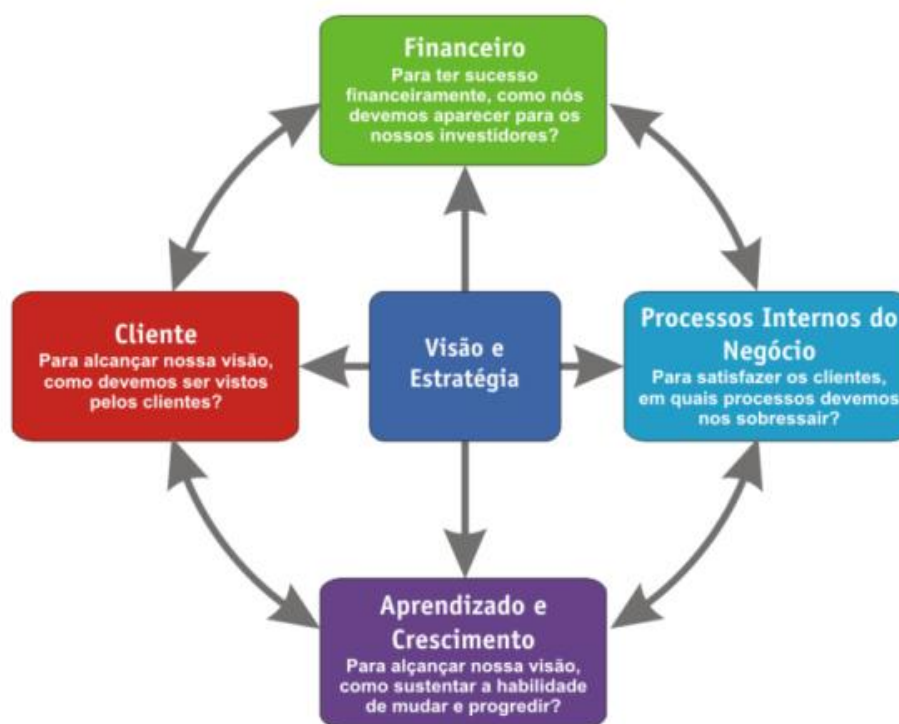 Financeiro
Para ter sucesso
financeiramente, como nós
devemos aparecer para os
nossos investidores?
Cliente
Para alcançar nossa visão,
como devemos ser vistos
pelos clientes?
Visão e
Estratégia
Processos Internos do
Negócio
Para satisfazer os clientes,
em quais processos devemos
nos sobressair?
Aprendizado e
Crescimento
Para alçançar nossa visão,
como sustentar a habilidade
de mudar e progredir?